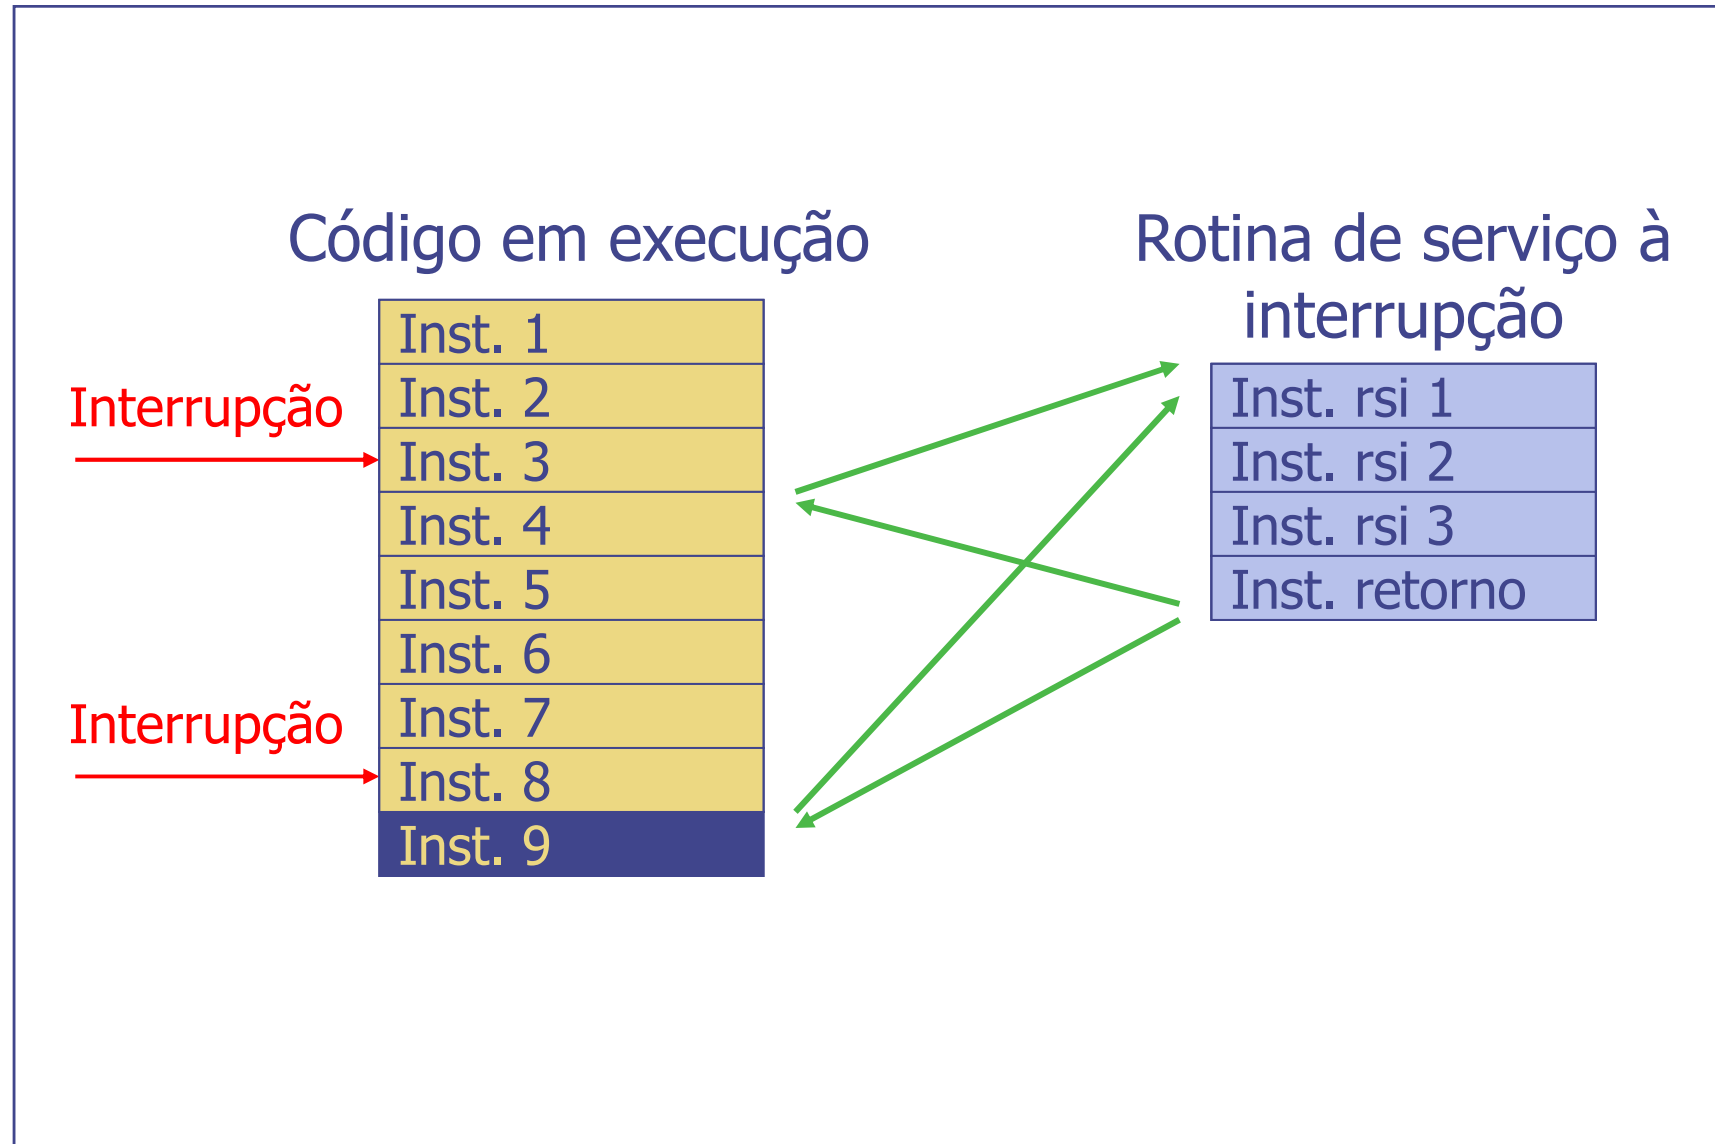 Código em execução
Rotina de serviço à
interrupção
Interrupção
Interrupção
Inst. 1
Inst. 2
Inst. 3
Inst. 4
Inst. 5
Inst. 6
Inst. 7
Inst. 8
Inst. 9
Inst. rsi 1
Inst. rsi 2
Inst. rsi 3
Inst. retorno